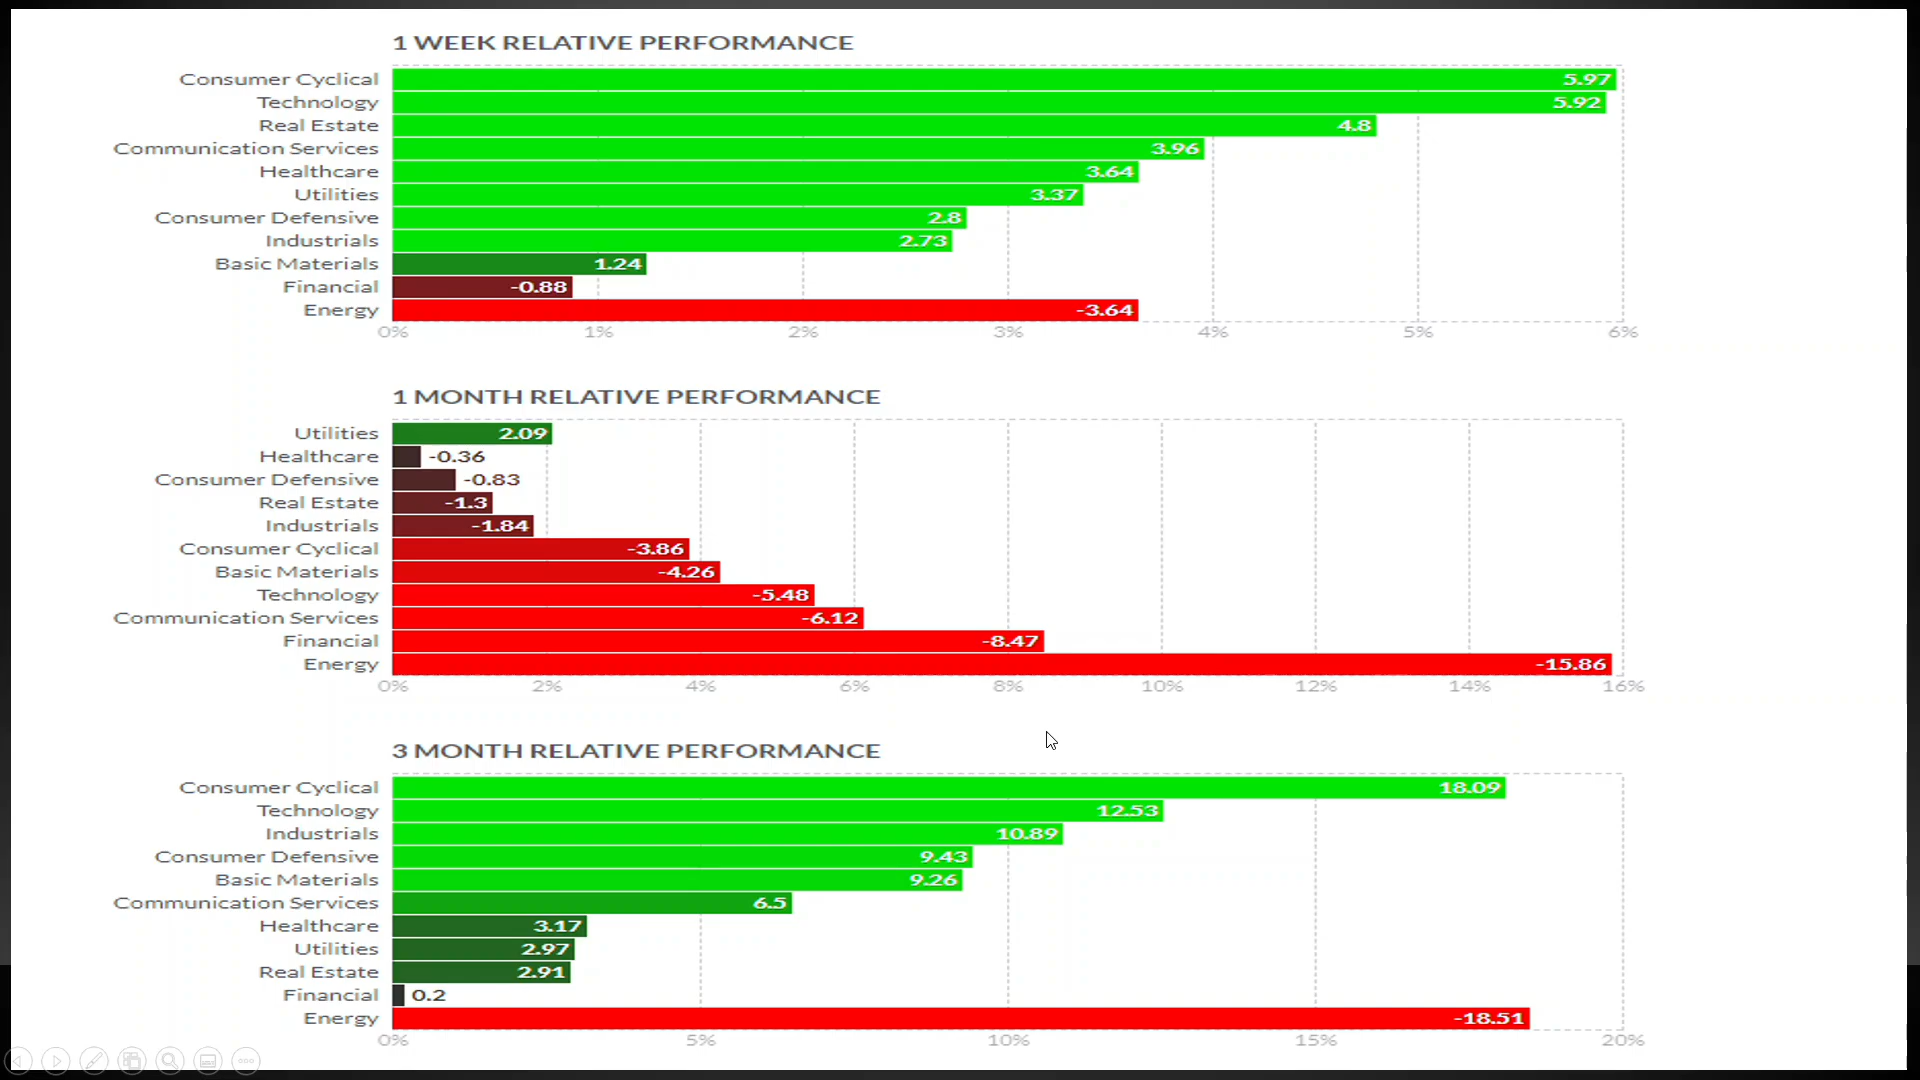 1 WEEK RELATIVE PERFORMANCE
Consumer Cyclical 5.97
Technology 5.92
Real Estate 4.8
Communication Services 3.96
Healthcare 3.64
Utilities 3.37
Consumer Defensive 2.8
Industrials 2.73
Basic Materials 1.24
Financial -0.88
Energy -3.64
0% 1% 2% 3% 4% 5% 6%
1 MONTH RELATIVE PERFORMANCE
Utilities 2.09
Healthcare -0.36
Consumer Defensive -0.83
Real Estate -1.3
Industrials -1.84
Consumer Cyclical -3.86
Basic Materials -4.26
Technology -5.48
Communication Services -6.12
Financial -8.47
Energy -15.86
0% 2% 4% 6% 8% 10% 12% 14% 16%
3 MONTH RELATIVE PERFORMANCE
Consumer Cyclical 18.09
Technology 12.53
Industrials 10.89
Consumer Defensive 9.43
Basic Materials 9.26
Communication Services 6.5
Healthcare 3.17
Utilities 2.97
Real Estate 2.91
Financial 0.2
Energy -18.51
0% 5% 10% 15% 20%